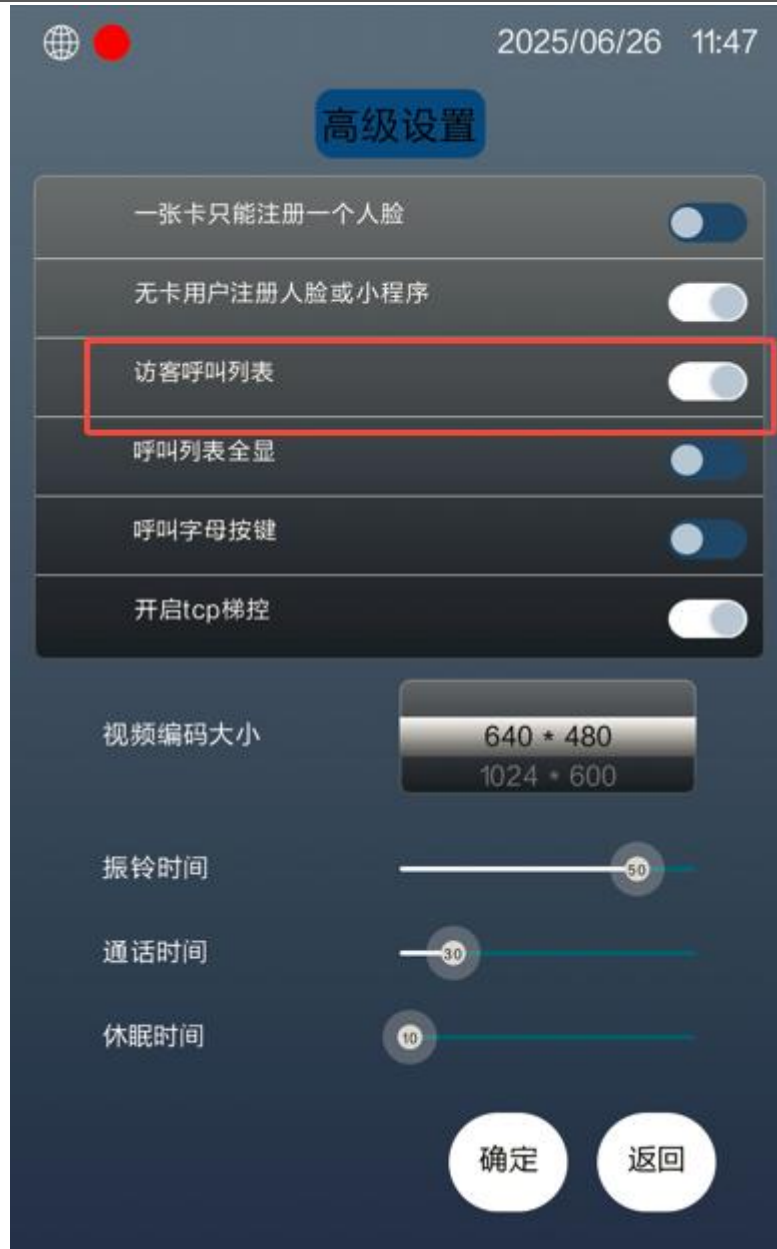 2025/06/26 11:47
高级设置
一张卡只能注册一个人脸
无卡用户注册人脸或小程序
访客呼叫列表
呼叫列表全显
呼叫字母按键
开启tcp梯控
视频编码大小
640 * 480
1024 * 600
振铃时间 50
通话时间 30
休眠时间 10
确定 返回